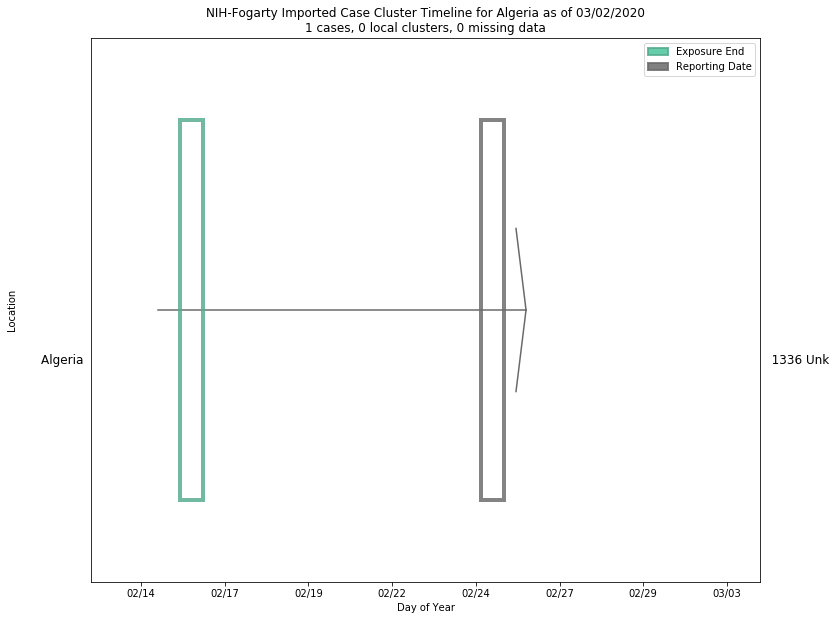 NIH-Fogarty Imported Case Cluster Timeline for Algeria as of 03/02/2020
1 cases, 0 local clusters, 0 missing data
Exposure End
Reporting Date
Location
Algeria
1336 Unk
02/14 02/17 02/19 02/22 02/24 02/27 02/29 03/03
Day of Year